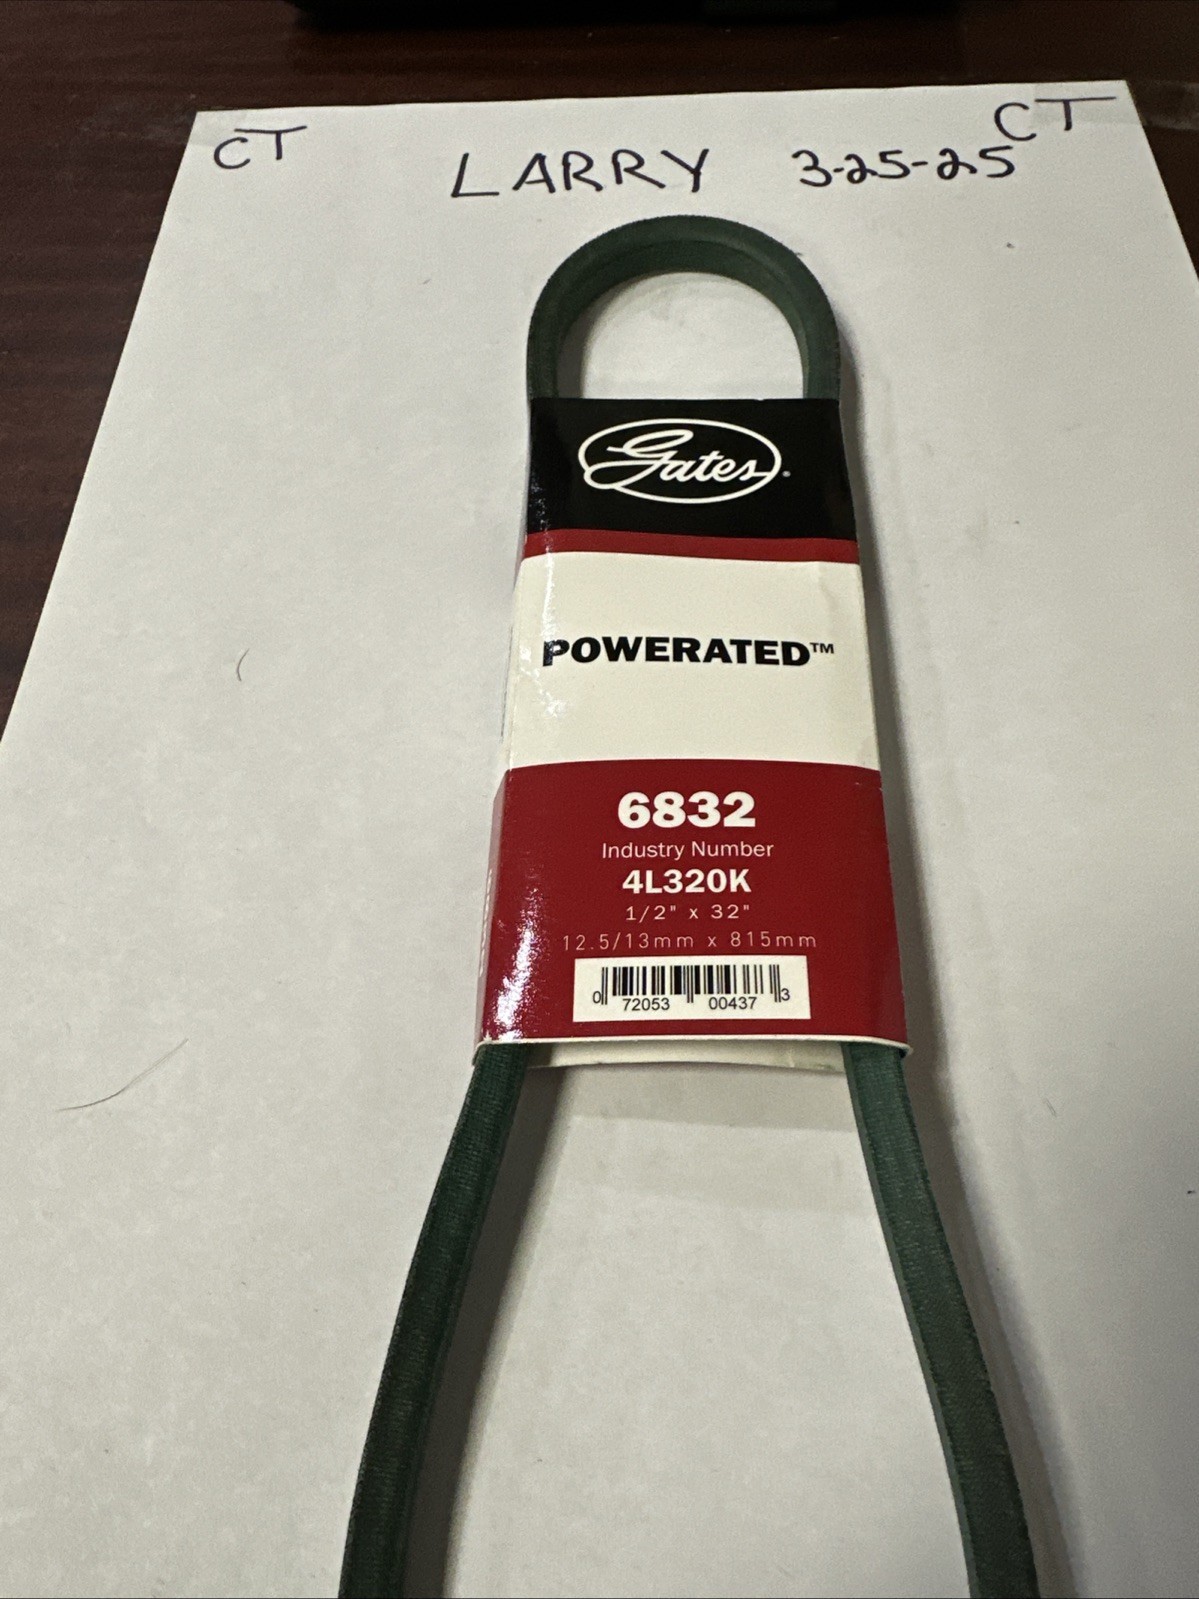 CT
CT
LARRY 3-25-25
Gates®
POWERATED™
6832
Industry Number
4L320K
1/2" x 32"
12.5/13mm x 815mm
0 72053 00437 3